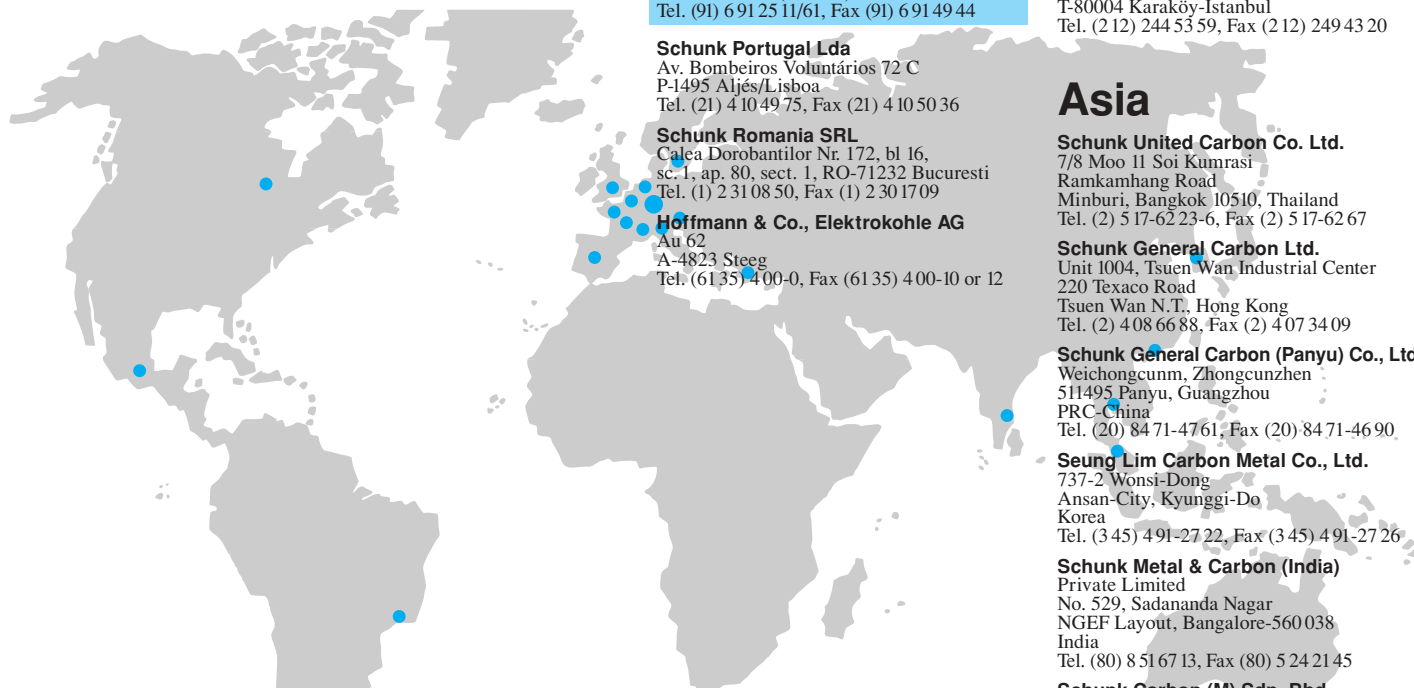 Tel. (91) 6 91 25 11/61, Fax (91) 6 91 49 44
Schunk Portugal Lda
Av. Bombeiros Voluntários 72 C
P-1495 Aljés/Lisboa
Tel. (21) 4 10 49 75, Fax (21) 4 10 50 36
Schunk Romania SRL
Calea Dorobantilor Nr. 172, bl 16,
sc. 1, ap. 80, sect. 1, RO-71232 Bucuresti
Tel. (1) 2 31 08 50, Fax (1) 2 30 17 09
Hoffmann & Co., Elektrokohle AG
Au 62
A-4823 Steeg
Tel. (61 35) 4 00-0, Fax (61 35) 4 00-10 or 12
T-80004 Karaköy-Istanbul
Tel. (2 12) 244 53 59, Fax (2 12) 249 43 20
Asia
Schunk United Carbon Co. Ltd.
7/8 Moo 11 Soi Kumrasi
Ramkamhang Road
Minburi, Bangkok 10510, Thailand
Tel. (2) 5 17-62 23-6, Fax (2) 5 17-62 67
Schunk General Carbon Ltd.
Unit 1004, Tsuen Wan Industrial Center
220 Texaco Road
Tsuen Wan N.T., Hong Kong
Tel. (2) 4 08 66 88, Fax (2) 4 07 34 09
Schunk General Carbon (Panyu) Co., Ltd
Weichongcunm, Zhongcunzhen
511495 Panyu, Guangzhou
PRC-China
Tel. (20) 84 71-47 61, Fax (20) 84 71-46 90
Seung Lim Carbon Metal Co., Ltd.
737-2 Wonsi-Dong
Ansan-City, Kyunggi-Do
Korea
Tel. (3 45) 4 91-27 22, Fax (3 45) 4 91-27 26
Schunk Metal & Carbon (India)
Private Limited
No. 529, Sadananda Nagar
NGEF Layout, Bangalore-560 038
India
Tel. (80) 8 51 67 13, Fax (80) 5 24 21 45
Schunk Carbon (M) Sdn. Bhd.